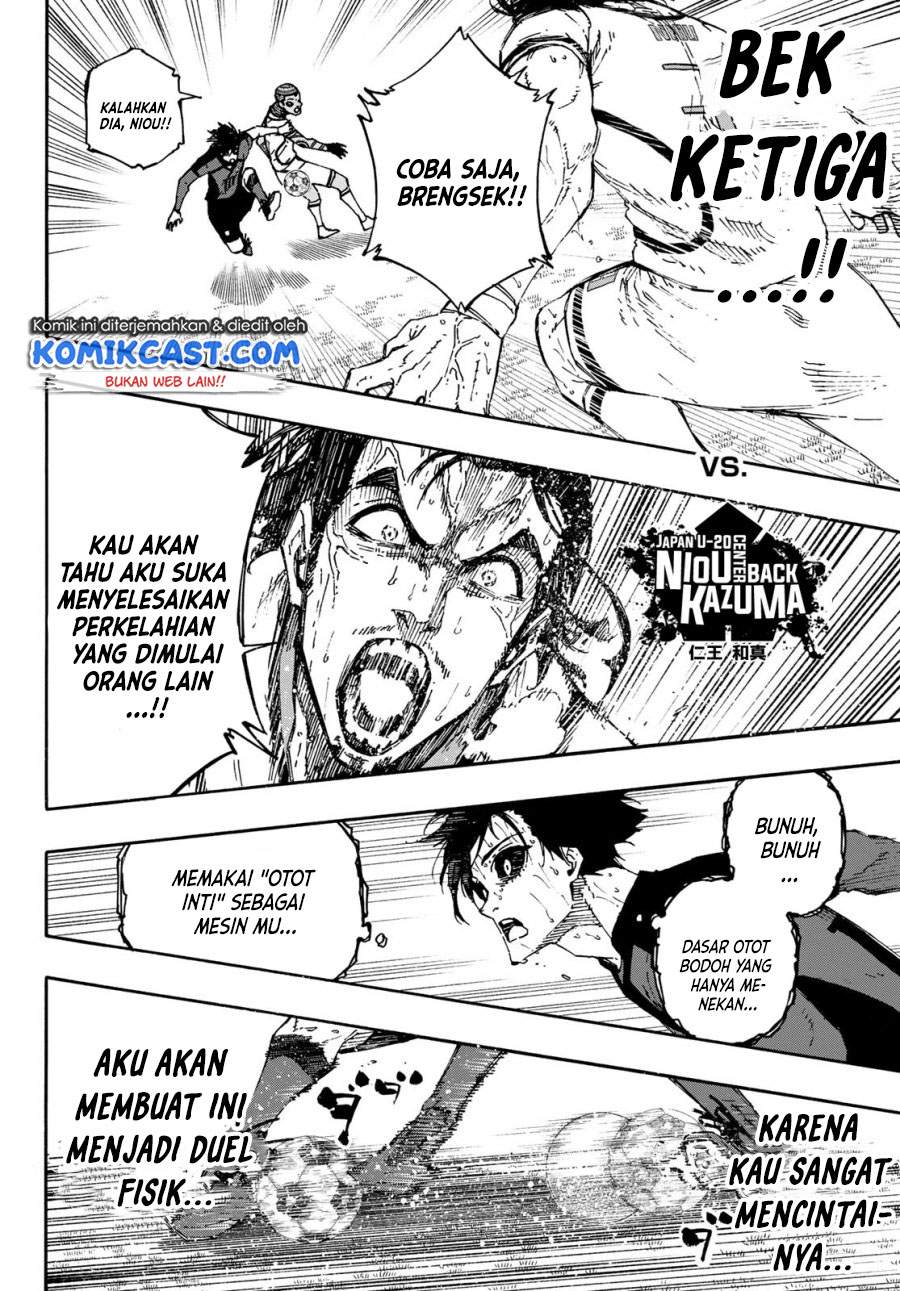 BEK
KETIGA
...!!
COBA SAJA,
BRENGSEK!!
KALAHKAN
DIA, NIOU!!
Komik ini diterjemahkan & diedit oleh
KOMIKCAST.COM
BUKAN WEB LAIN!!
VS.
JAPAN U-20
CENTER BACK
NIOU
KAZUMA
仁王 和真
KAU AKAN
TAHU AKU SUKA
MENYELESAIKAN
PERKELAHIAN
YANG DIMULAI
ORANG LAIN
...!!
BUNUH,
BUNUH
...
DASAR OTOT
BODOH YANG
HANYA ME-
NEKAN...
MEMAKAI "OTOT
INTI" SEBAGAI
MESIN MU...
KARENA
KAU SANGAT
MENCINTAI-
NYA...
AKU AKAN
MEMBUAT INI
MENJADI DUEL
FISIK...